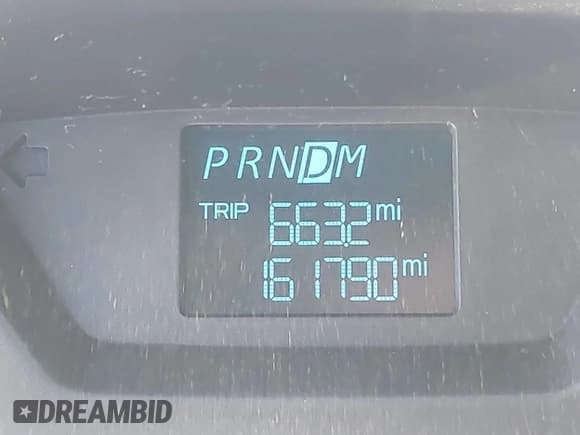 PRNDM
TRIP 663.2 mi
161790 mi
DREAMBID